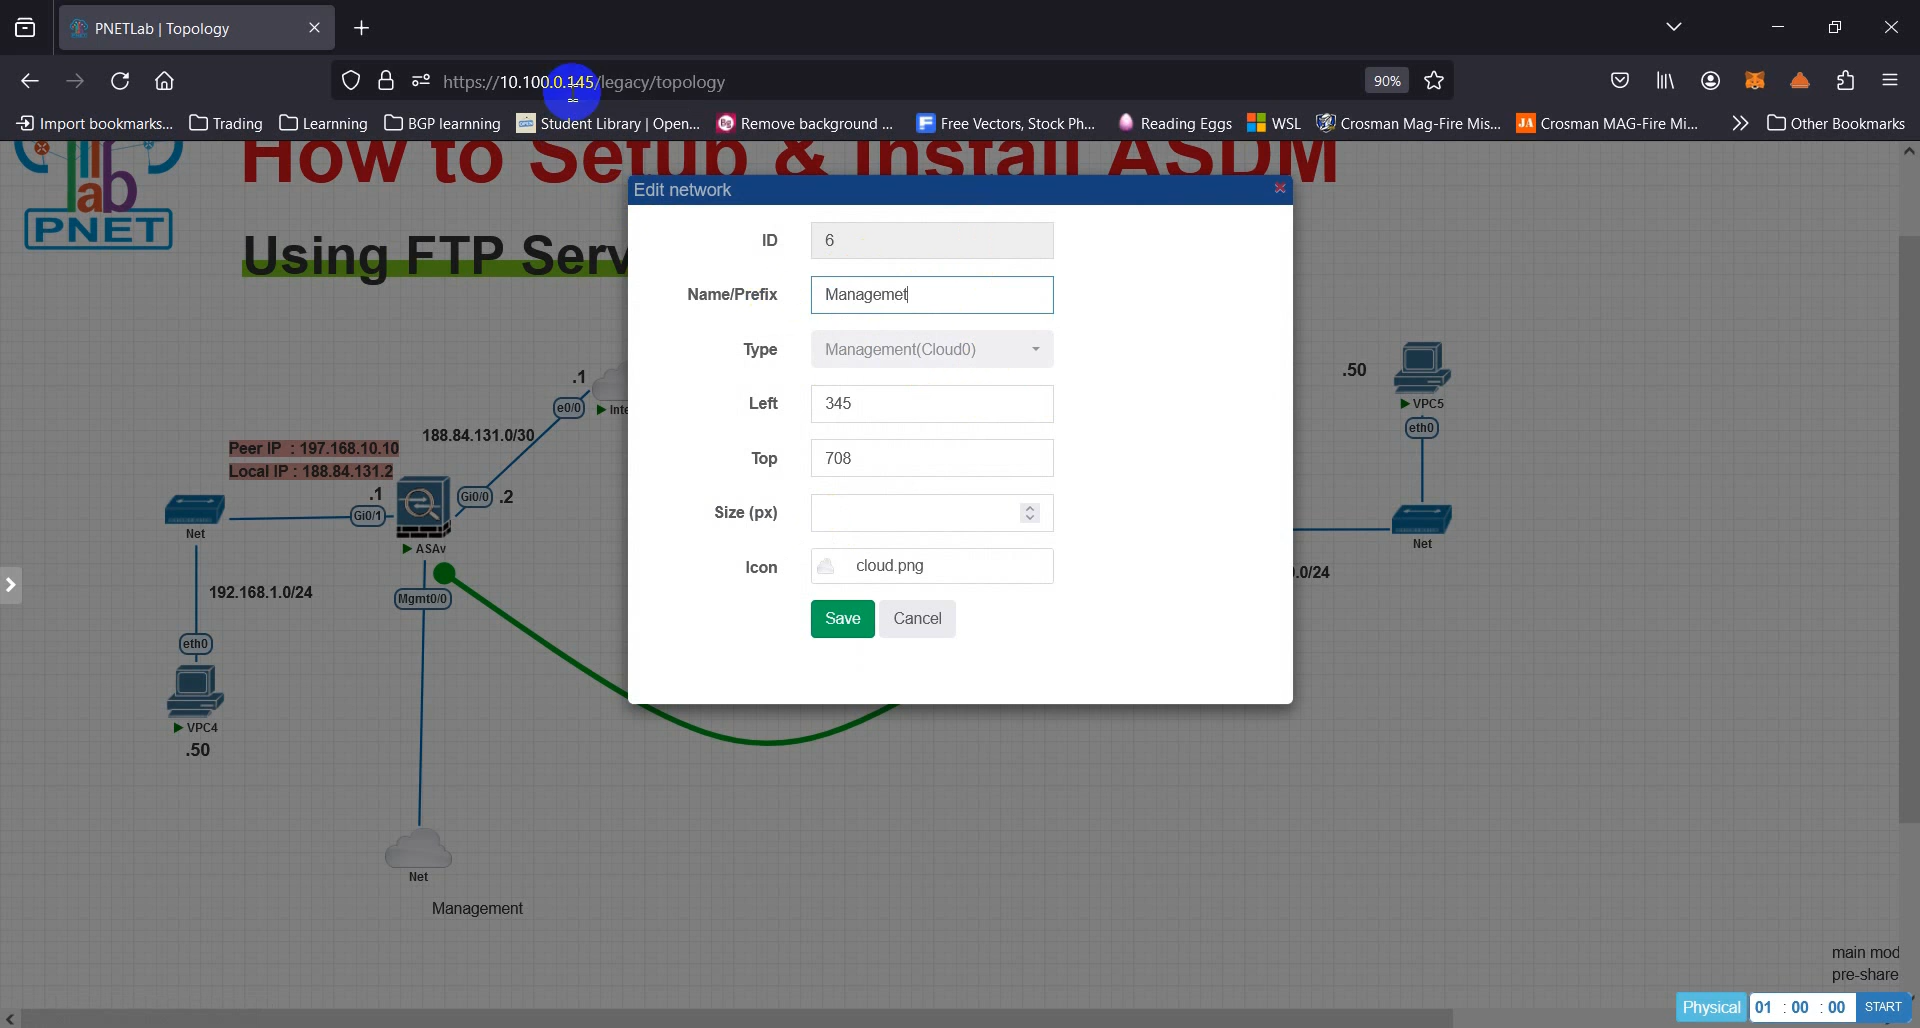 PNETLab | Topology
https://10.100.0.145/legacy/topology
90%
Import bookmarks... Trading Learnning BGP learnning Student Library | Open... Remove background ... Free Vectors, Stock Ph... Reading Eggs WSL Crosman Mag-Fire Mis... Crosman MAG-Fire Mi... Other Bookmarks
lab
PNET
How to Setup & Install ASDM
Using FTP Serv
Edit network
ID 6
Name/Prefix Managemet
Type Management(Cloud0)
Left 345
Top 708
Size (px)
Icon cloud.png
Save Cancel
.1
e0/0
Inte
188.84.131.0/30
Peer IP : 197.168.10.10
Local IP : 188.84.131.2
.1
Gi0/1
Gi0/0 .2
Net
ASAv
192.168.1.0/24
Mgmt0/0
eth0
VPC4
.50
Net
Management
.50
VPC5
eth0
Net
.0/24
main mod
pre-share
Physical 01 : 00 : 00 START